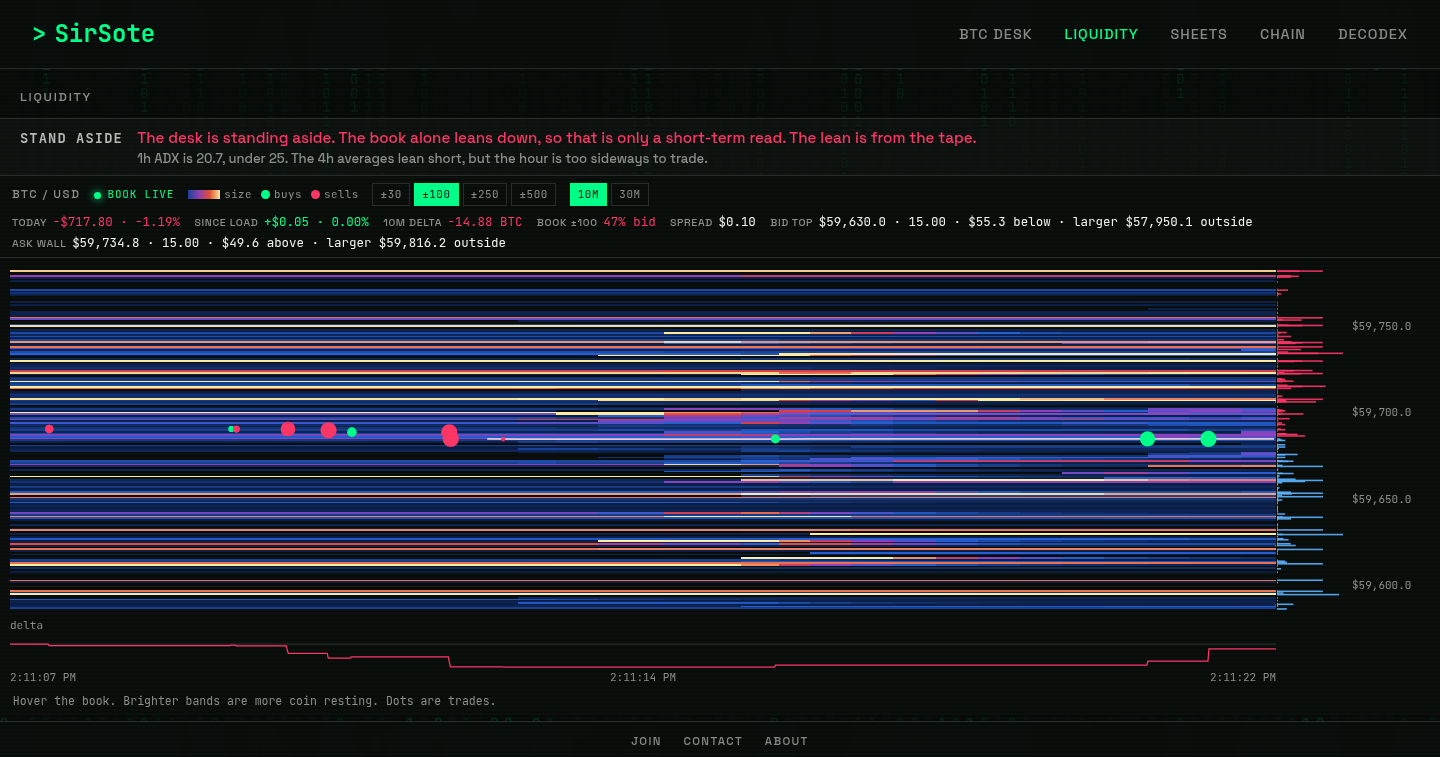 > SirSote
BTC DESK LIQUIDITY SHEETS CHAIN DECODEX
LIQUIDITY
STAND ASIDE The desk is standing aside. The book alone leans down, so that is only a short-term read. The lean is from the tape.
1h ADX is 20.7, under 25. The 4h averages lean short, but the hour is too sideways to trade.
BTC / USD BOOK LIVE size buys sells ±30 ±100 ±250 ±500 10M 30M
TODAY -$717.80 · -1.19% SINCE LOAD +$0.05 · 0.00% 10M DELTA -14.88 BTC BOOK ±100 47% bid SPREAD $0.10 BID TOP $59,630.0 · 15.00 · $55.3 below · larger $57,950.1 outside
ASK WALL $59,734.8 · 15.00 · $49.6 above · larger $59,816.2 outside
$59,750.0
$59,700.0
$59,650.0
$59,600.0
delta
2:11:07 PM 2:11:14 PM 2:11:22 PM
Hover the book. Brighter bands are more coin resting. Dots are trades.
JOIN CONTACT ABOUT